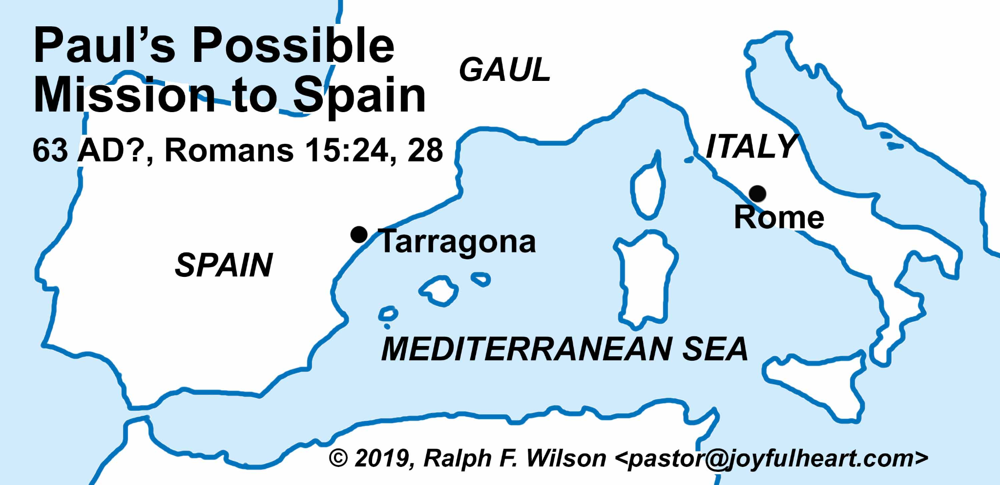 Paul’s Possible
Mission to Spain
63 AD?, Romans 15:24, 28
GAUL
ITALY
Rome
Tarragona
SPAIN
MEDITERRANEAN SEA
© 2019, Ralph F. Wilson <pastor@joyfulheart.com>